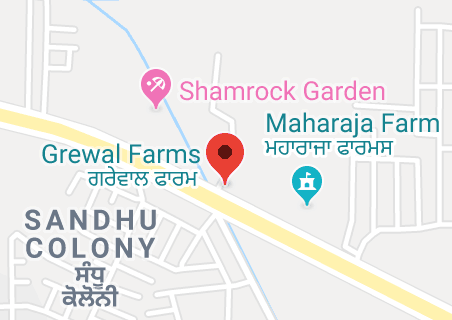 Shamrock Garden
Maharaja Farm
ਮਹਾਰਾਜਾ ਫਾਰਮਸ
Grewal Farms
ਗਰੇਵਾਲ ਫਾਰਮ
SANDHU
COLONY
ਸੰਧੂ
ਕੋਲੋਨੀ